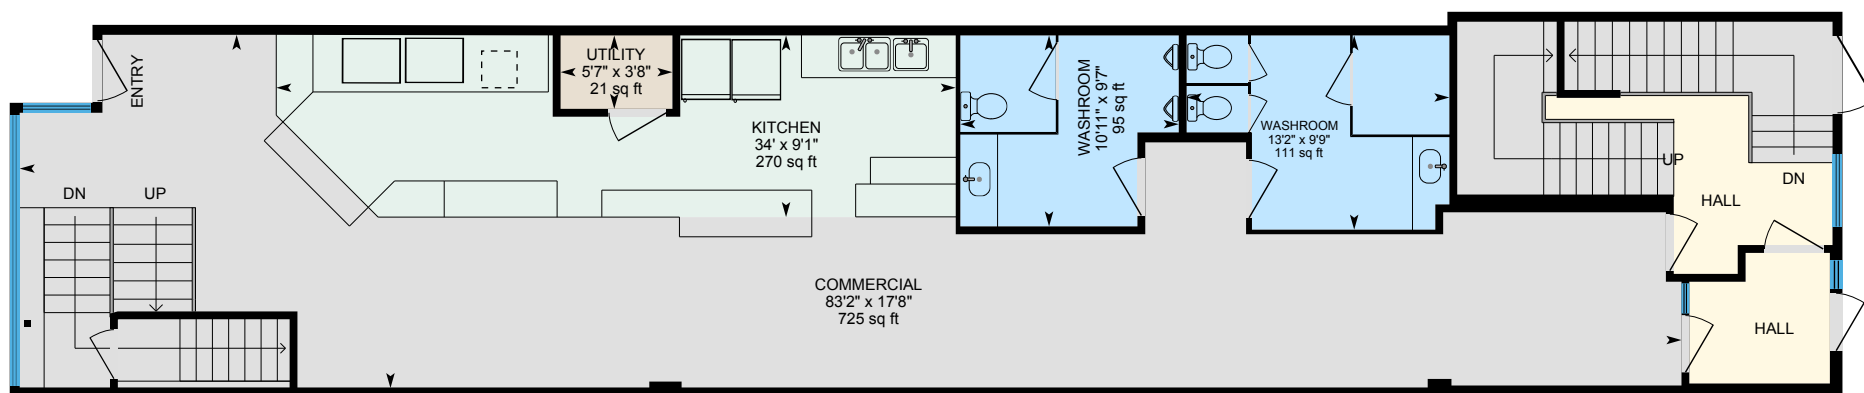 ENTRY
UTILITY
5'7" x 3'8"
21 sq ft
KITCHEN
34' x 9'1"
270 sq ft
WASHROOM
10'11" x 9'7"
95 sq ft
WASHROOM
13'2" x 9'9"
111 sq ft
UP
DN
HALL
DN
UP
COMMERCIAL
83'2" x 17'8"
725 sq ft
HALL